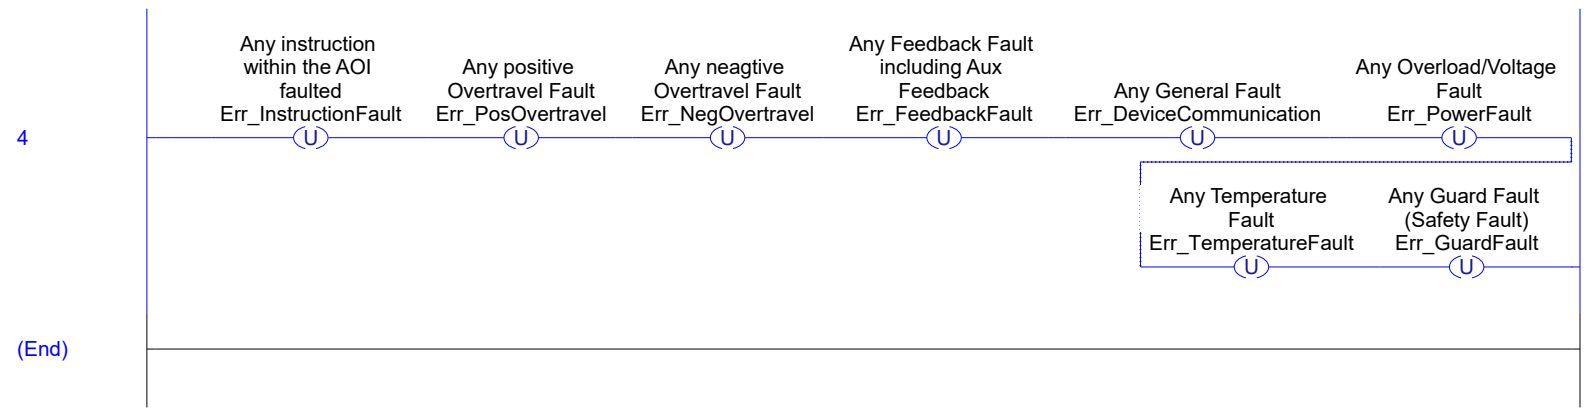 Any instruction
within the AOI
faulted
Err_InstructionFault
U
Any positive
Overtravel Fault
Err_PosOvertravel
U
Any neagtive
Overtravel Fault
Err_NegOvertravel
U
Any Feedback Fault
including Aux
Feedback
Err_FeedbackFault
U
Any General Fault
Err_DeviceCommunication
U
Any Overload/Voltage
Fault
Err_PowerFault
U
4
Any Temperature
Fault
Err_TemperatureFault
U
Any Guard Fault
(Safety Fault)
Err_GuardFault
U
(End)